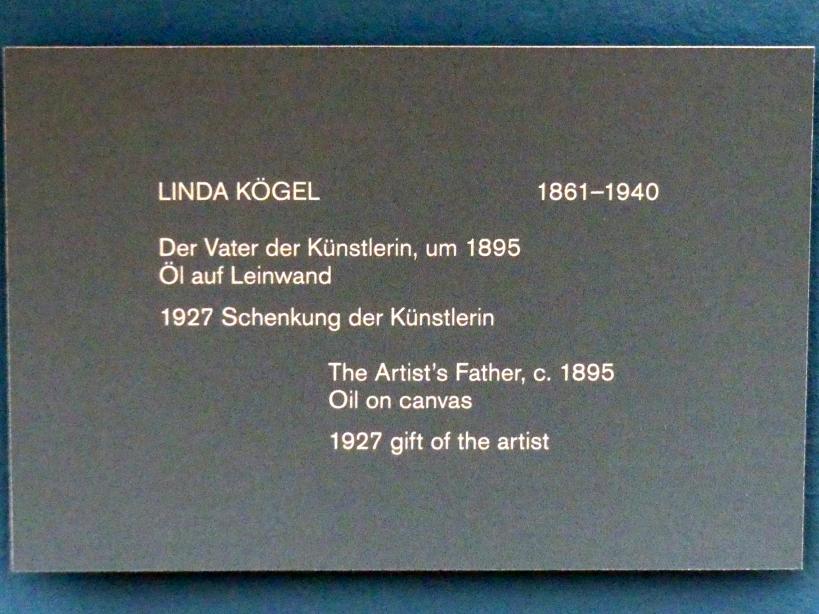 LINDA KÖGEL 1861–1940
Der Vater der Künstlerin, um 1895
Öl auf Leinwand
1927 Schenkung der Künstlerin
The Artist's Father, c. 1895
Oil on canvas
1927 gift of the artist